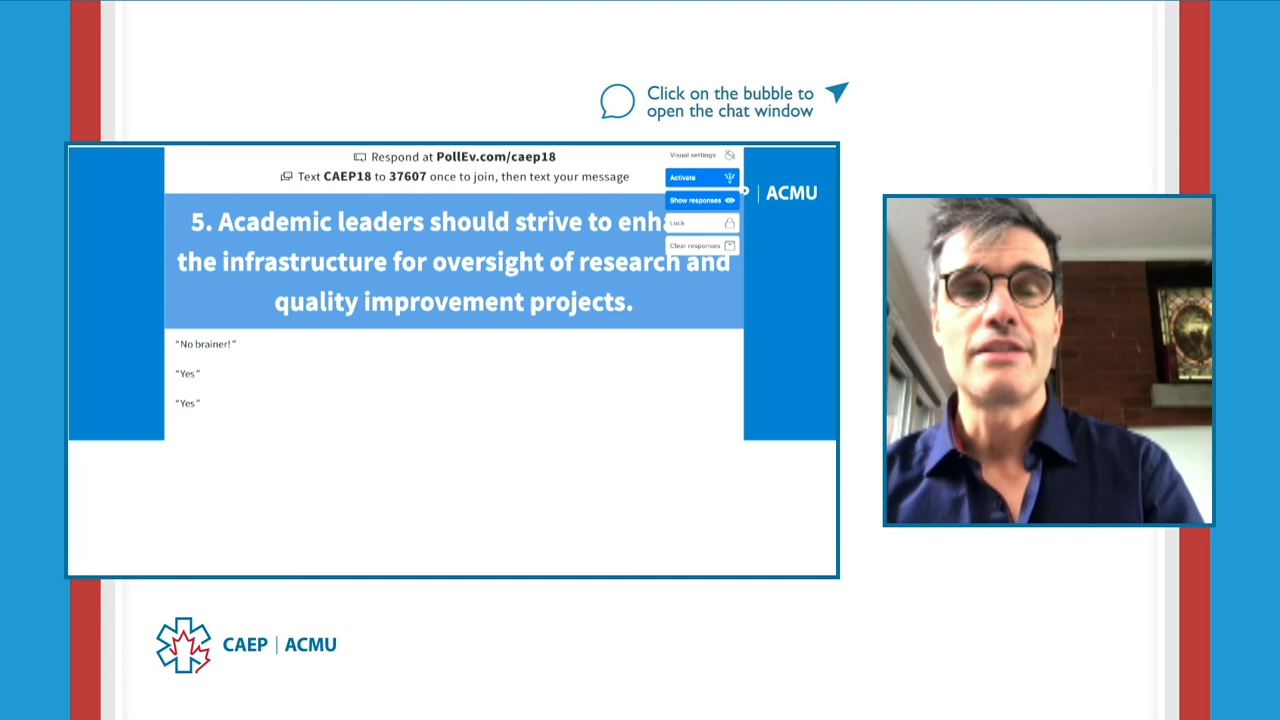 Click on the bubble to
open the chat window
Respond at PollEv.com/caep18
Text CAEP18 to 37607 once to join, then text your message
Visual settings
Activate
Show responses
Lock
Clear responses
ACMU
5. Academic leaders should strive to
the infrastructure for oversight of research and
quality improvement projects.
"No brainer!"
"Yes"
"Yes"
CAEP | ACMU